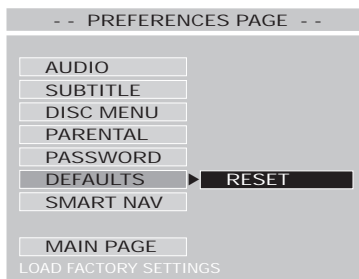 - - PREFERENCES PAGE - -
AUDIO
SUBTITLE
DISC MENU
PARENTAL
PASSWORD
DEFAULTS RESET
SMART NAV
MAIN PAGE
LOAD FACTORY SETTINGS